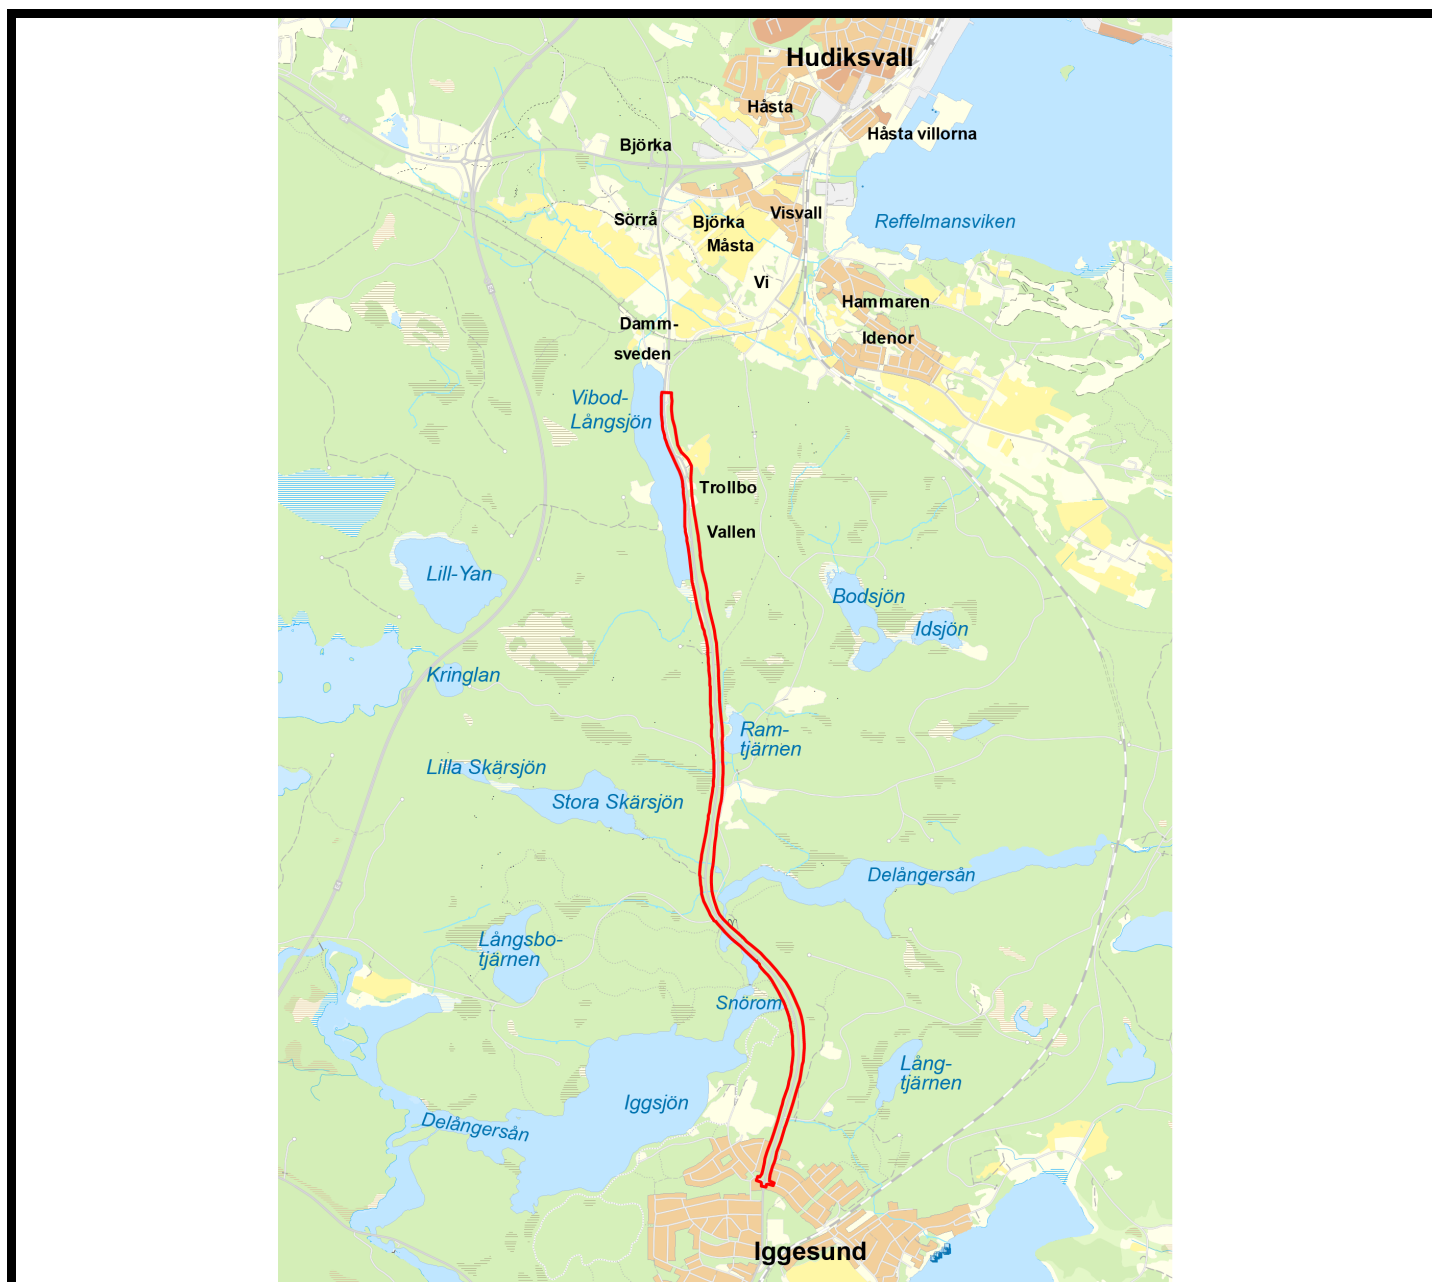 Hudiksvall
Håsta
Håsta villorna
Björka
Sörrå
Björka
Visvall
Måsta
Reffelmansviken
Vi
Hammaren
Damm-
sveden
Idenor
Vibod-
Långsjön
Trollbo
Vallen
Lill-Yan
Bodsjön
Idsjön
Kringlan
Ram-
tjärnen
Lilla Skärsjön
Stora Skärsjön
Delångersån
Långsbo-
tjärnen
Snörom
Lång-
tjärnen
Iggsjön
Delångersån
Iggesund